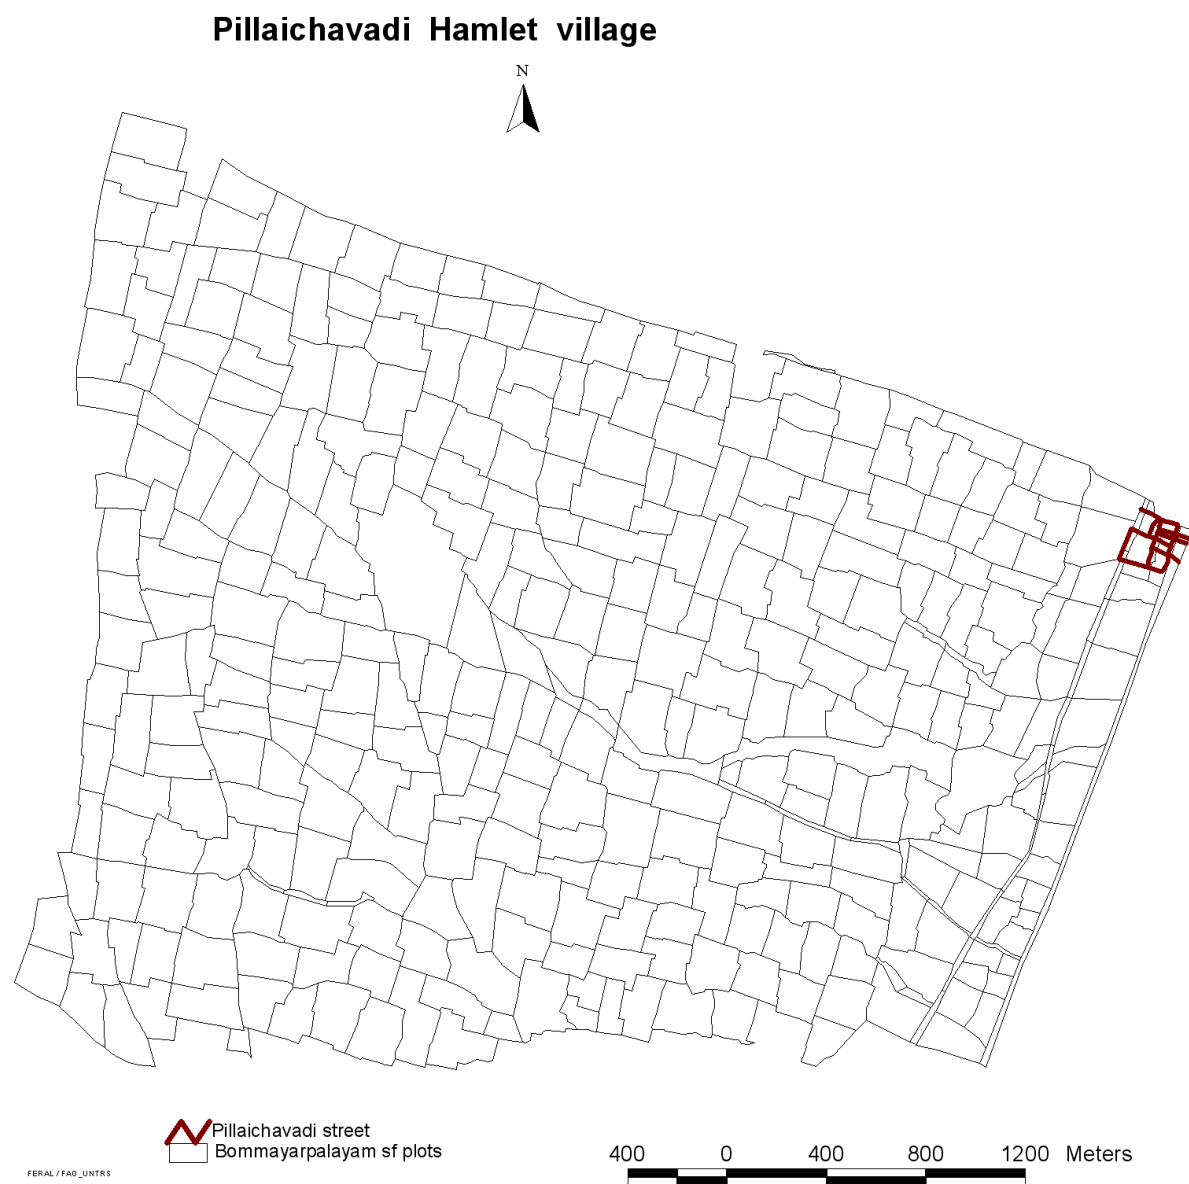 Pillaichavadi Hamlet village
N
Pillaichavadi street
Bommayarpalayam sf plots
400 0 400 800 1200 Meters
FERAL / FAO_UNTRS